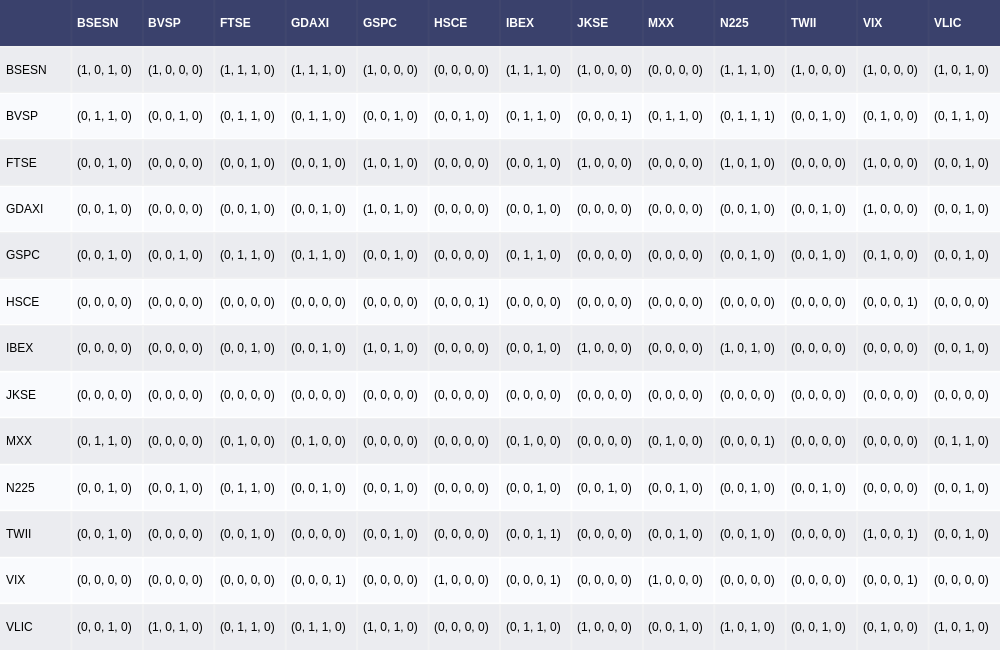 BSESN BVSP FTSE GDAXI GSPC HSCE IBEX JKSE MXX N225 TWII VIX VLIC
BSESN (1, 0, 1, 0) (1, 0, 0, 0) (1, 1, 1, 0) (1, 1, 1, 0) (1, 0, 0, 0) (0, 0, 0, 0) (1, 1, 1, 0) (1, 0, 0, 0) (0, 0, 0, 0) (1, 1, 1, 0) (1, 0, 0, 0) (1, 0, 0, 0) (1, 0, 1, 0)
BVSP (0, 1, 1, 0) (0, 0, 1, 0) (0, 1, 1, 0) (0, 1, 1, 0) (0, 0, 1, 0) (0, 0, 1, 0) (0, 1, 1, 0) (0, 0, 0, 1) (0, 1, 1, 0) (0, 1, 1, 1) (0, 0, 1, 0) (0, 1, 0, 0) (0, 1, 1, 0)
FTSE (0, 0, 1, 0) (0, 0, 0, 0) (0, 0, 1, 0) (0, 0, 1, 0) (1, 0, 1, 0) (0, 0, 0, 0) (0, 0, 1, 0) (1, 0, 0, 0) (0, 0, 0, 0) (1, 0, 1, 0) (0, 0, 0, 0) (1, 0, 0, 0) (0, 0, 1, 0)
GDAXI (0, 0, 1, 0) (0, 0, 0, 0) (0, 0, 1, 0) (0, 0, 1, 0) (1, 0, 1, 0) (0, 0, 0, 0) (0, 0, 1, 0) (0, 0, 0, 0) (0, 0, 0, 0) (0, 0, 1, 0) (0, 0, 1, 0) (1, 0, 0, 0) (0, 0, 1, 0)
GSPC (0, 0, 1, 0) (0, 0, 1, 0) (0, 1, 1, 0) (0, 1, 1, 0) (0, 0, 1, 0) (0, 0, 0, 0) (0, 1, 1, 0) (0, 0, 0, 0) (0, 0, 0, 0) (0, 0, 1, 0) (0, 0, 1, 0) (0, 1, 0, 0) (0, 0, 1, 0)
HSCE (0, 0, 0, 0) (0, 0, 0, 0) (0, 0, 0, 0) (0, 0, 0, 0) (0, 0, 0, 0) (0, 0, 0, 1) (0, 0, 0, 0) (0, 0, 0, 0) (0, 0, 0, 0) (0, 0, 0, 0) (0, 0, 0, 0) (0, 0, 0, 1) (0, 0, 0, 0)
IBEX (0, 0, 0, 0) (0, 0, 0, 0) (0, 0, 1, 0) (0, 0, 1, 0) (1, 0, 1, 0) (0, 0, 0, 0) (0, 0, 1, 0) (1, 0, 0, 0) (0, 0, 0, 0) (1, 0, 1, 0) (0, 0, 0, 0) (0, 0, 0, 0) (0, 0, 1, 0)
JKSE (0, 0, 0, 0) (0, 0, 0, 0) (0, 0, 0, 0) (0, 0, 0, 0) (0, 0, 0, 0) (0, 0, 0, 0) (0, 0, 0, 0) (0, 0, 0, 0) (0, 0, 0, 0) (0, 0, 0, 0) (0, 0, 0, 0) (0, 0, 0, 0) (0, 0, 0, 0)
MXX (0, 1, 1, 0) (0, 0, 0, 0) (0, 1, 0, 0) (0, 1, 0, 0) (0, 0, 0, 0) (0, 0, 0, 0) (0, 1, 0, 0) (0, 0, 0, 0) (0, 1, 0, 0) (0, 0, 0, 1) (0, 0, 0, 0) (0, 0, 0, 0) (0, 1, 1, 0)
N225 (0, 0, 1, 0) (0, 0, 1, 0) (0, 1, 1, 0) (0, 0, 1, 0) (0, 0, 1, 0) (0, 0, 0, 0) (0, 0, 1, 0) (0, 0, 1, 0) (0, 0, 1, 0) (0, 0, 1, 0) (0, 0, 1, 0) (0, 0, 0, 0) (0, 0, 1, 0)
TWII (0, 0, 1, 0) (0, 0, 0, 0) (0, 0, 1, 0) (0, 0, 0, 0) (0, 0, 1, 0) (0, 0, 0, 0) (0, 0, 1, 1) (0, 0, 0, 0) (0, 0, 1, 0) (0, 0, 1, 0) (0, 0, 0, 0) (1, 0, 0, 1) (0, 0, 1, 0)
VIX (0, 0, 0, 0) (0, 0, 0, 0) (0, 0, 0, 0) (0, 0, 0, 1) (0, 0, 0, 0) (1, 0, 0, 0) (0, 0, 0, 1) (0, 0, 0, 0) (1, 0, 0, 0) (0, 0, 0, 0) (0, 0, 0, 0) (0, 0, 0, 1) (0, 0, 0, 0)
VLIC (0, 0, 1, 0) (1, 0, 1, 0) (0, 1, 1, 0) (0, 1, 1, 0) (1, 0, 1, 0) (0, 0, 0, 0) (0, 1, 1, 0) (1, 0, 0, 0) (0, 0, 1, 0) (1, 0, 1, 0) (0, 0, 1, 0) (0, 1, 0, 0) (1, 0, 1, 0)